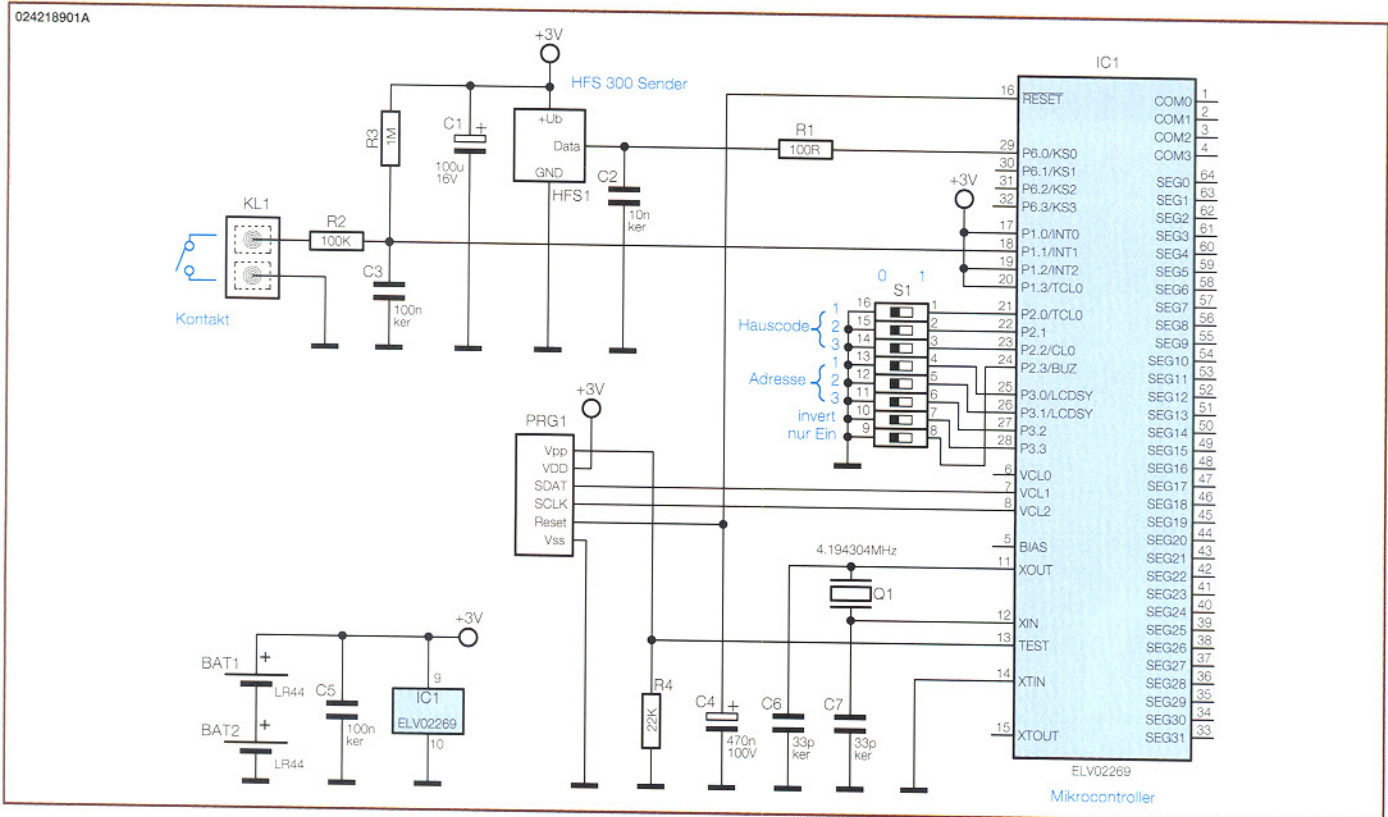 024218901A
+3V
HFS 300 Sender
R3
1M
C1
+
100u
16V
+Ub
Data
GND
HFS1
C2
10n
ker
R1
100R
KL1
R2
100K
C3
100n
ker
Kontakt
+3V
IC1
16
RESET
29
P6.0/KS0
30
P6.1/KS1
31
P6.2/KS2
32
P6.3/KS3
17
P1.0/INT0
18
P1.1/INT1
19
P1.2/INT2
20
P1.3/TCL0
21
P2.0/TCL0
22
P2.1
23
P2.2/CL0
24
P2.3/BUZ
25
P3.0/LCDSY
26
P3.1/LCDSY
27
P3.2
28
P3.3
6
VCL0
7
VCL1
8
VCL2
5
BIAS
11
XOUT
12
XIN
13
TEST
14
XTIN
15
XTOUT
COM0 1
COM1 2
COM2 3
COM3 4
SEG0 64
SEG1 63
SEG2 62
SEG3 61
SEG4 60
SEG5 59
SEG6 58
SEG7 57
SEG8 56
SEG9 55
SEG10 54
SEG11 53
SEG12 52
SEG13 51
SEG14 50
SEG15 49
SEG16 48
SEG17 47
SEG18 46
SEG19 45
SEG20 44
SEG21 43
SEG22 42
SEG23 41
SEG24 40
SEG25 39
SEG26 38
SEG27 37
SEG28 36
SEG29 35
SEG30 34
SEG31 33
ELV02269
Mikrocontroller
0 1
S1
Hauscode
1 16 1
2 15 2
3 14 3
Adresse
1 13 4
2 12 5
3 11 6
invert 10 7
nur Ein 9 8
+3V
PRG1
Vpp
VDD
SDAT
SCLK
Reset
Vss
4.194304MHz
Q1
R4
22K
C4
+
470n
100V
C6
33p
ker
C7
33p
ker
+3V
BAT1
+
LR44
BAT2
+
LR44
C5
100n
ker
9
IC1
ELV02269
10